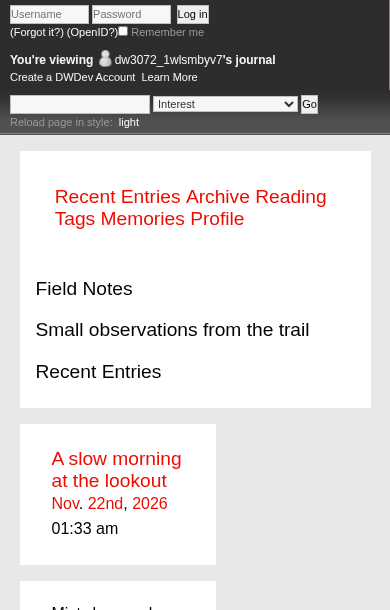 Username Password Log in
(Forgot it?) (OpenID?) Remember me
You're viewing dw3072_1wlsmbyv7's journal
Create a DWDev Account Learn More
Interest Go
Reload page in style: light
Recent Entries Archive Reading
Tags Memories Profile
Field Notes
Small observations from the trail
Recent Entries
A slow morning
at the lookout
Nov. 22nd, 2026
01:33 am